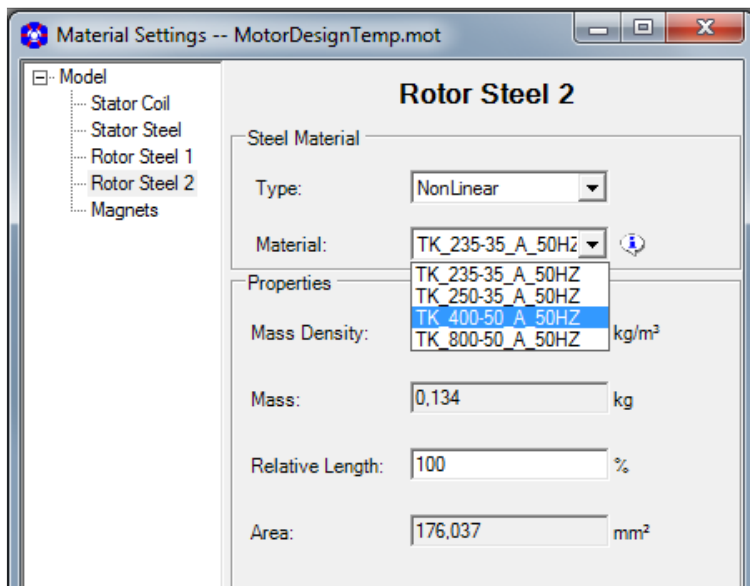 Material Settings -- MotorDesignTemp.mot
Model
Stator Coil
Stator Steel
Rotor Steel 1
Rotor Steel 2
Magnets
Rotor Steel 2
Steel Material
Type: NonLinear
Material: TK_235-35_A_50HZ
TK_235-35_A_50HZ
TK_250-35_A_50HZ
TK_400-50_A_50HZ
TK_800-50_A_50HZ
Properties
Mass Density: kg/m³
Mass: 0,134 kg
Relative Length: 100 %
Area: 176,037 mm²